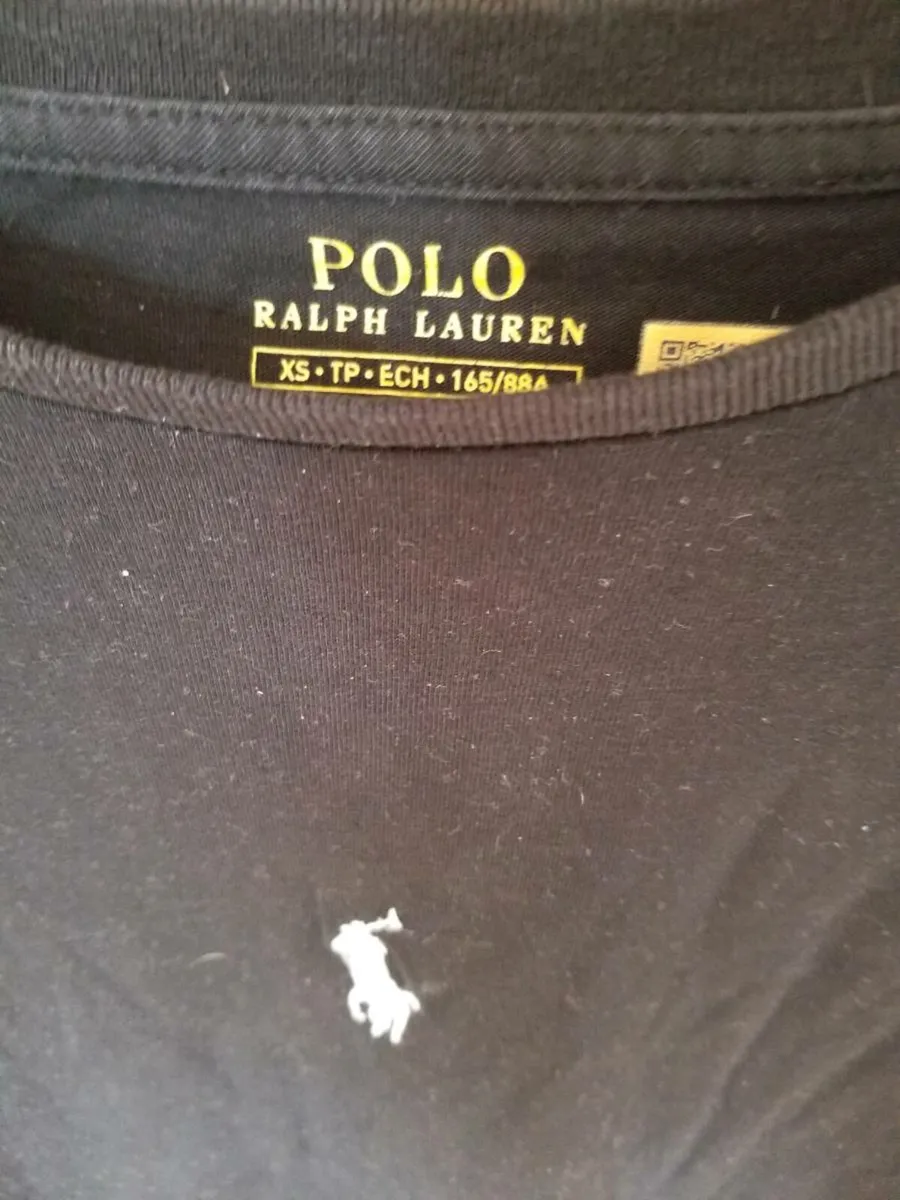 POLO
RALPH LAUREN
XS • TP • ECH • 165/88A